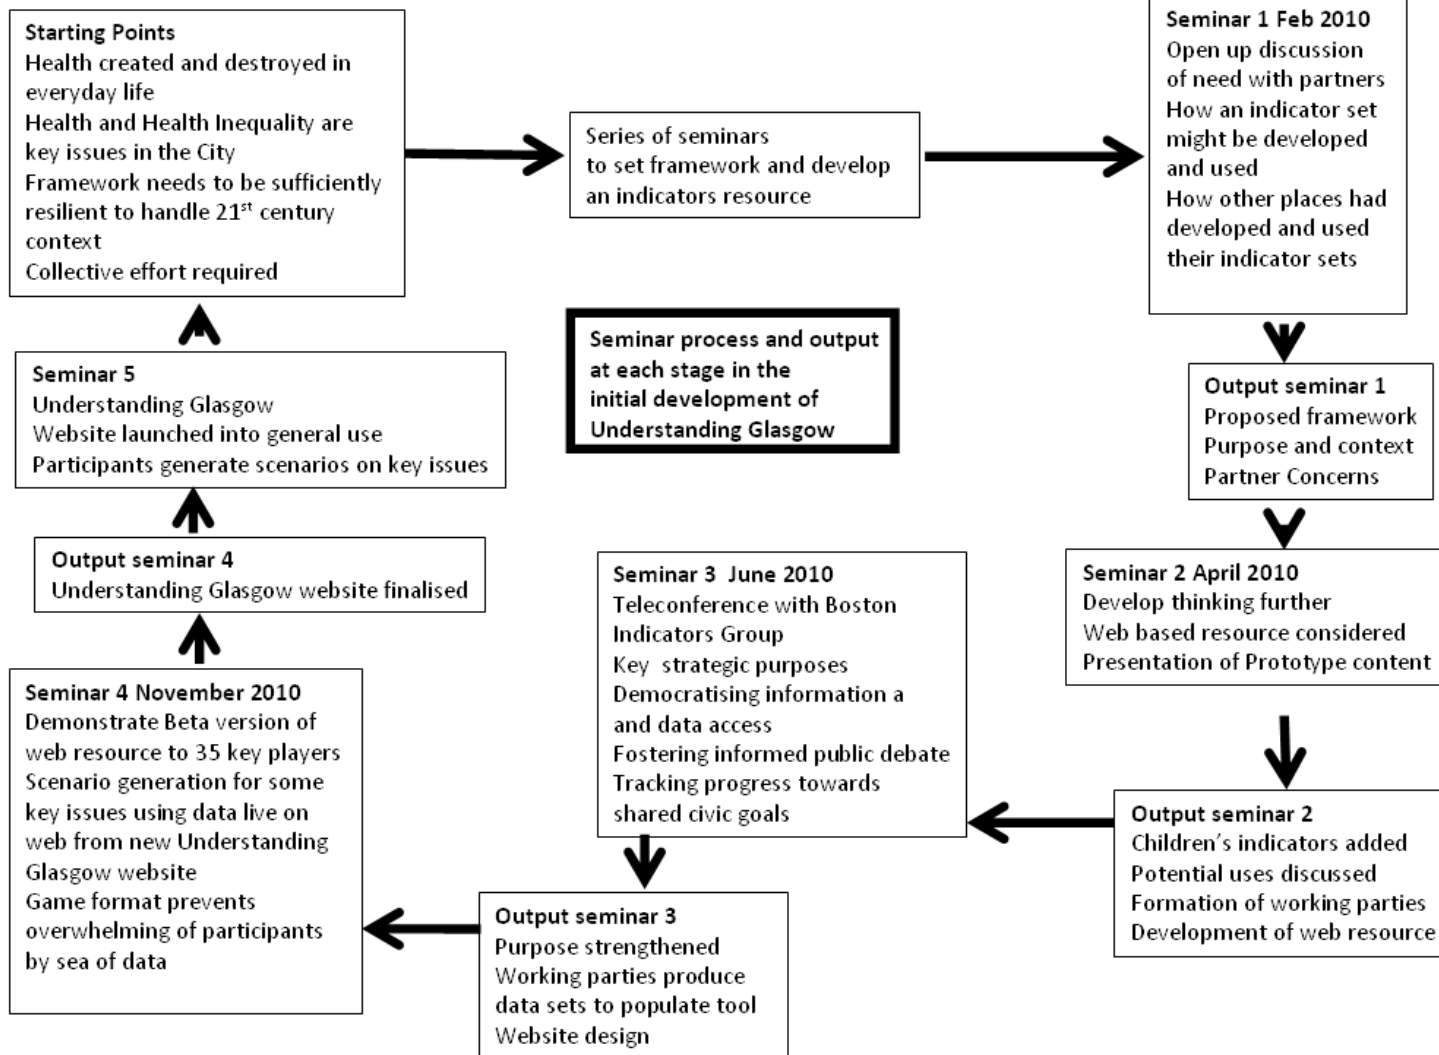 Starting Points
Health created and destroyed in
everyday life
Health and Health Inequality are
key issues in the City
Framework needs to be sufficiently
resilient to handle 21st century
context
Collective effort required
Series of seminars
to set framework and develop
an indicators resource
Seminar 1 Feb 2010
Open up discussion
of need with partners
How an indicator set
might be developed
and used
How other places had
developed and used
their indicator sets
Output seminar 1
Proposed framework
Purpose and context
Partner Concerns
Seminar 2 April 2010
Develop thinking further
Web based resource considered
Presentation of Prototype content
Output seminar 2
Children's indicators added
Potential uses discussed
Formation of working parties
Development of web resource
Seminar 3 June 2010
Teleconference with Boston
Indicators Group
Key strategic purposes
Democratising information a
and data access
Fostering informed public debate
Tracking progress towards
shared civic goals
Output seminar 3
Purpose strengthened
Working parties produce
data sets to populate tool
Website design
Seminar 4 November 2010
Demonstrate Beta version of
web resource to 35 key players
Scenario generation for some
key issues using data live on
web from new Understanding
Glasgow website
Game format prevents
overwhelming of participants
by sea of data
Output seminar 4
Understanding Glasgow website finalised
Seminar 5
Understanding Glasgow
Website launched into general use
Participants generate scenarios on key issues
Seminar process and output
at each stage in the
initial development of
Understanding Glasgow